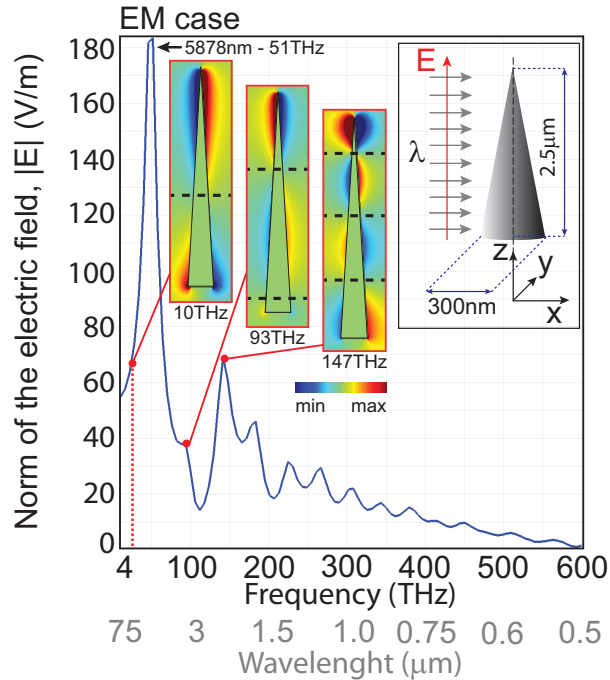 EM case
Norm of the electric field, |E| (V/m)
180
160
140
120
100
80
60
40
20
0
5878nm - 51THz
10THz
93THz
147THz
min max
E
λ
2.5μm
300nm
z
y
x
4 100 200 300 400 500 600
Frequency (THz)
75 3 1.5 1.0 0.75 0.6 0.5
Wavelenght (μm)